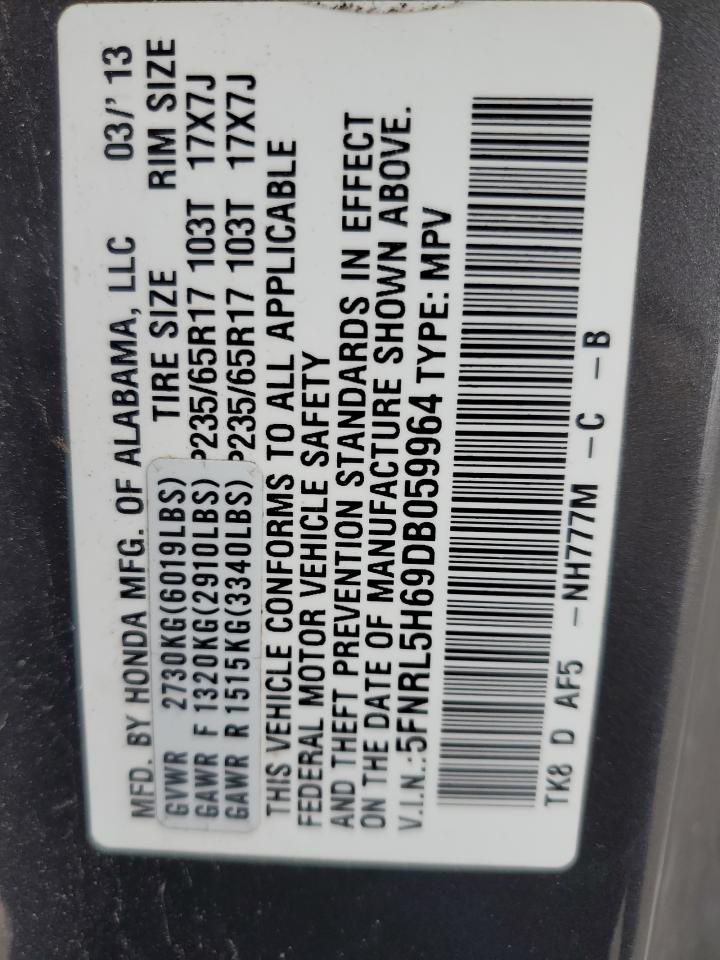 MFD. BY HONDA MFG. OF ALABAMA, LLC 03/' 13
TIRE SIZE RIM SIZE
GVWR 2730KG(6019LBS)
GAWR F 1320KG(2910LBS) P235/65R17 103T 17X7J
GAWR R 1515KG(3340LBS) P235/65R17 103T 17X7J
THIS VEHICLE CONFORMS TO ALL APPLICABLE
FEDERAL MOTOR VEHICLE SAFETY
AND THEFT PREVENTION STANDARDS IN EFFECT
ON THE DATE OF MANUFACTURE SHOWN ABOVE.
V.I.N.:5FNRL5H69DB059964 TYPE: MPV
TK8 D AF5 -NH777M -C -B